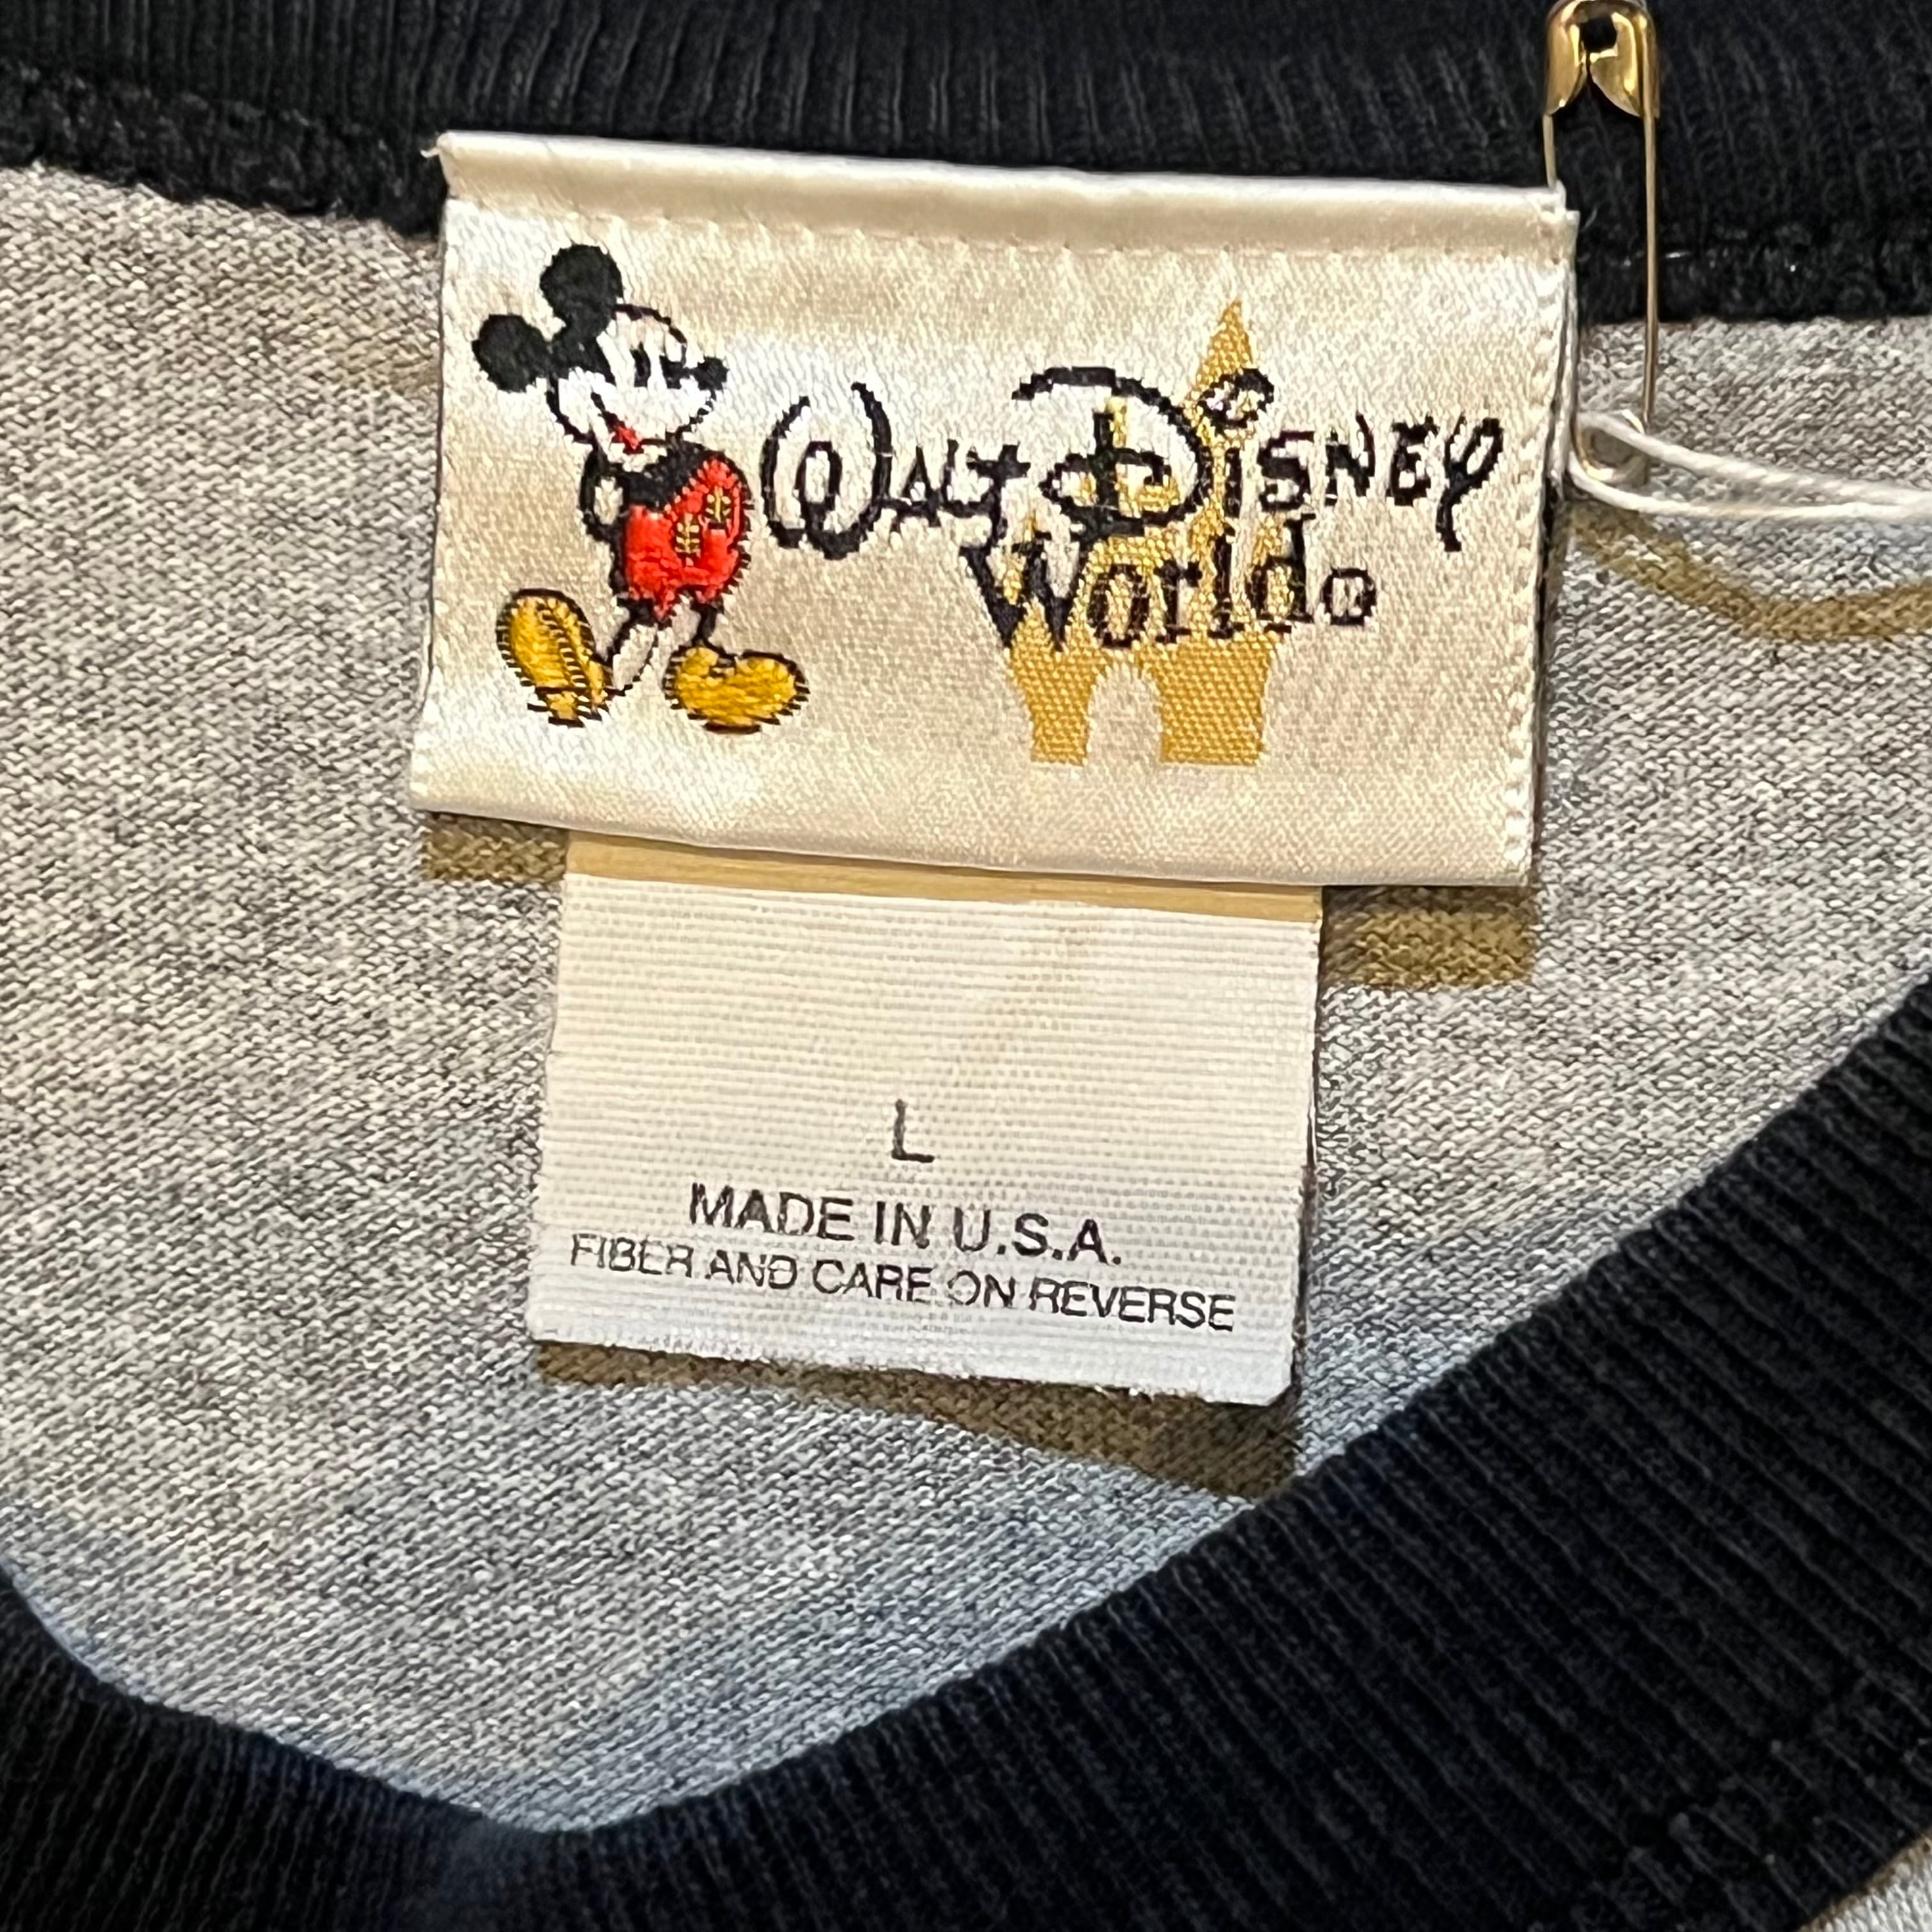 Walt Disney
World®
L
MADE IN U.S.A.
FIBER AND CARE ON REVERSE